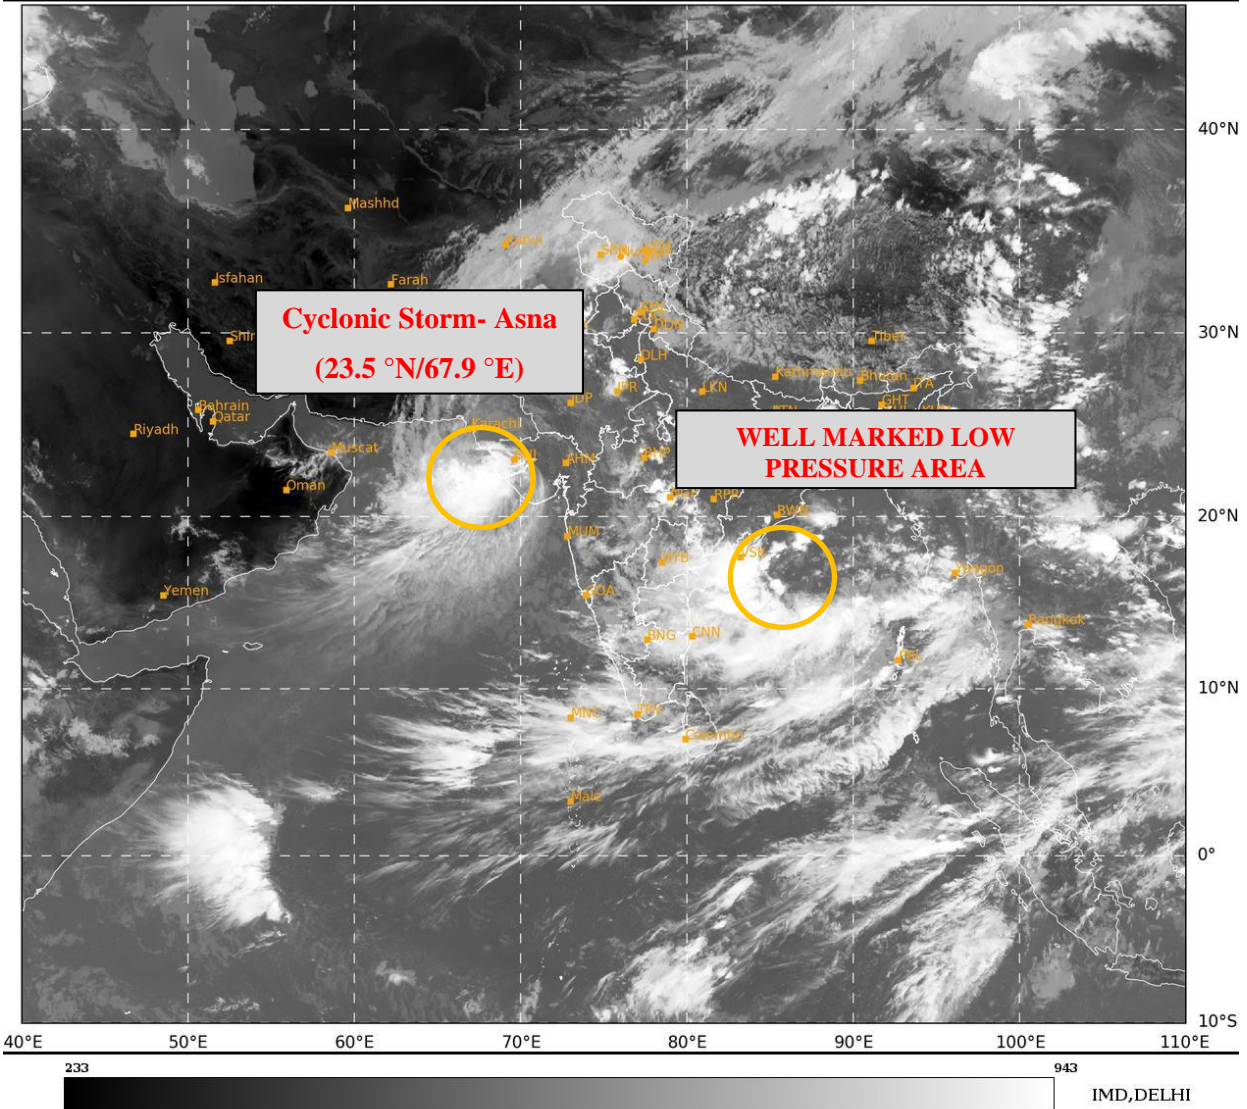 40°N
Mashhd
Isfahan
Farah
Cyclonic Storm- Asna
(23.5 °N/67.9 °E)
Shir
30°N
Tibet
DLH
Kathmandu
Bhutan
ITA
JPR
LKN
JDP
GHT
Bahrain
Qatar
Riyadh
Karachi
WELL MARKED LOW
PRESSURE AREA
Muscat
AHM
Oman
RPR
BWN
20°N
MUM
HYB
VSK
Yangon
Yemen
GOA
Bangkok
BNG
CNN
PBL
10°N
MNC
TRV
Colombo
Male
0°
10°S
40°E
50°E
60°E
70°E
80°E
90°E
100°E
110°E
233
943
IMD,DELHI